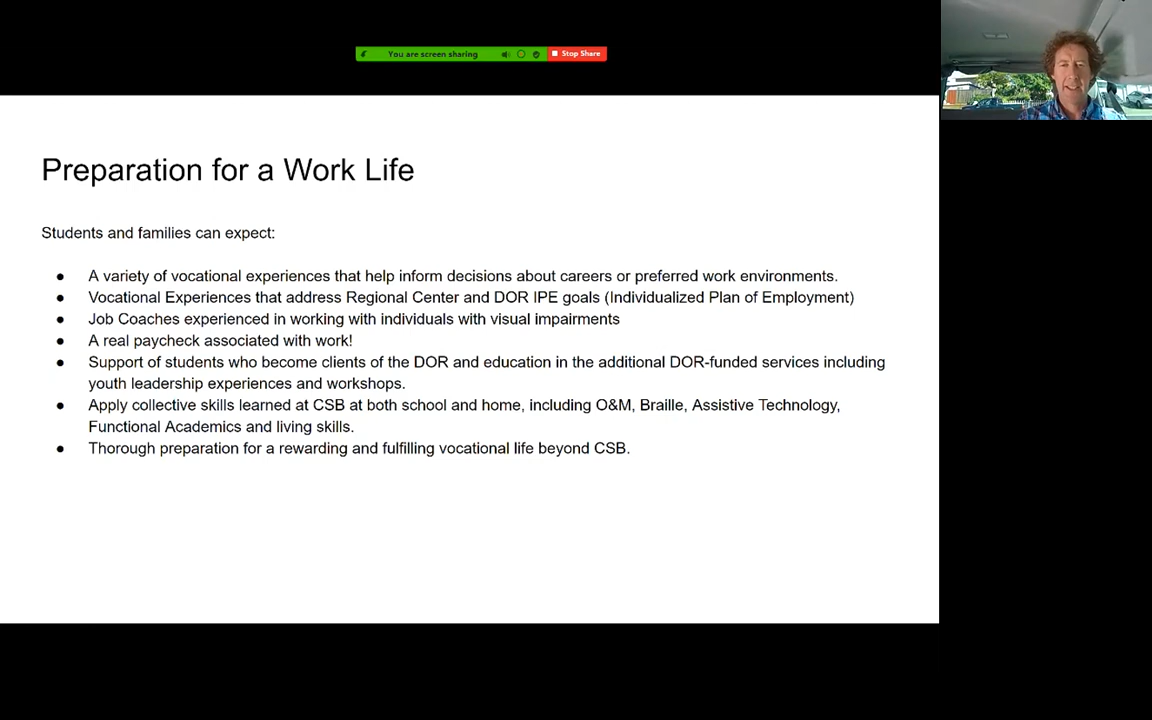 You are screen sharing
Stop Share
Preparation for a Work Life
Students and families can expect:
● A variety of vocational experiences that help inform decisions about careers or preferred work environments.
● Vocational Experiences that address Regional Center and DOR IPE goals (Individualized Plan of Employment)
● Job Coaches experienced in working with individuals with visual impairments
● A real paycheck associated with work!
● Support of students who become clients of the DOR and education in the additional DOR-funded services including
youth leadership experiences and workshops.
● Apply collective skills learned at CSB at both school and home, including O&M, Braille, Assistive Technology,
Functional Academics and living skills.
● Thorough preparation for a rewarding and fulfilling vocational life beyond CSB.